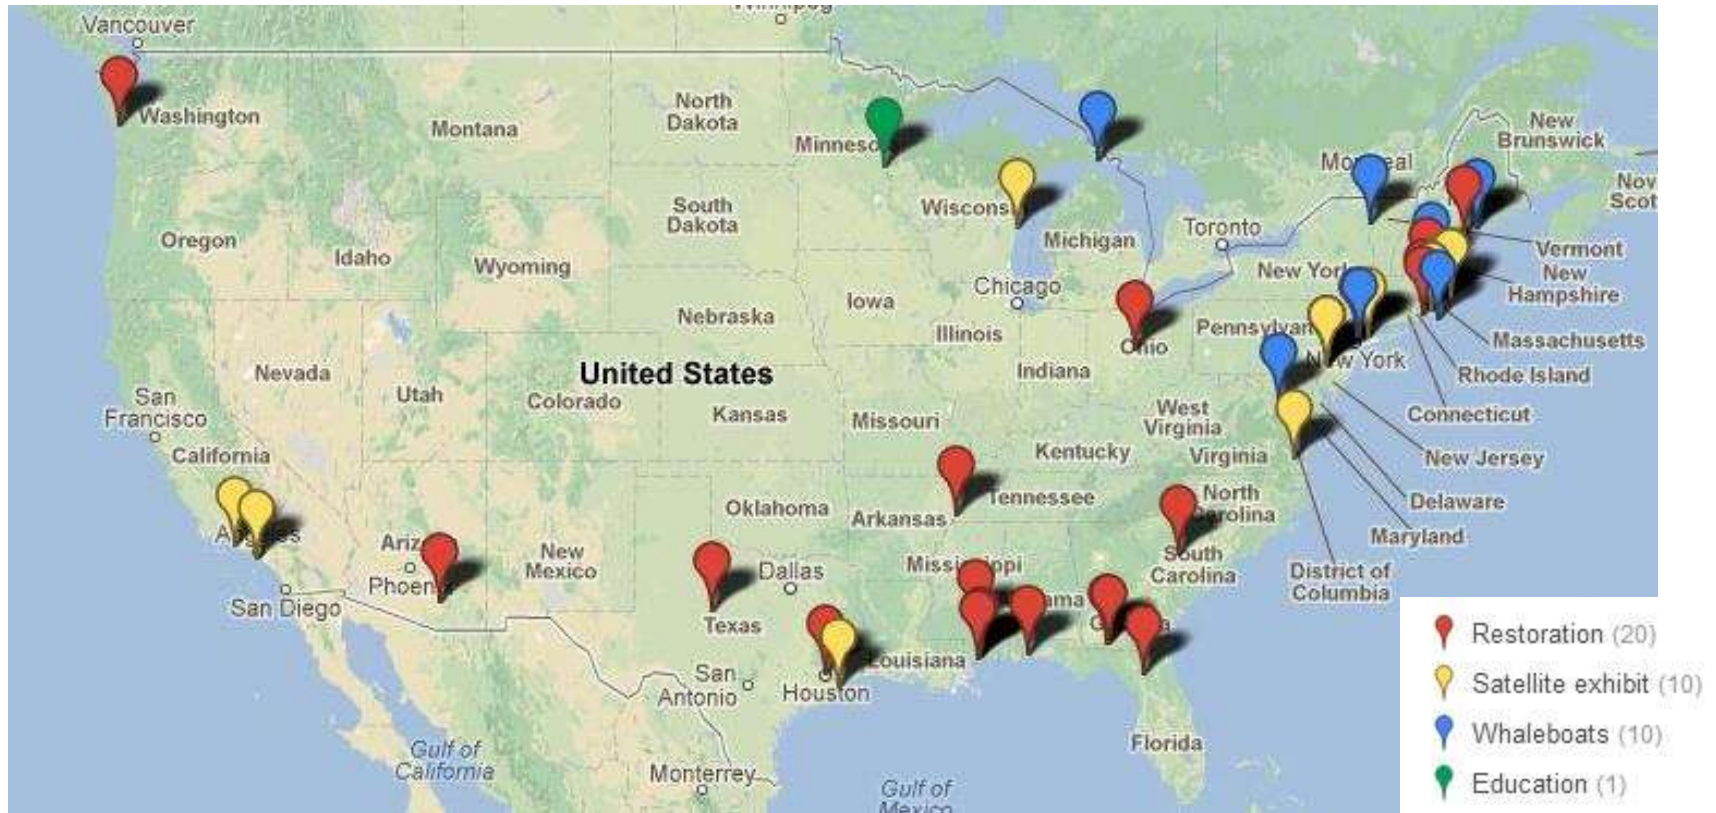 Vancouver
Washington
Montana
North
Dakota
New
Brunswick
Oregon
Idaho
Wyoming
South
Dakota
Michigan
Toronto
Vermont
New
Hampshire
Nebraska
Iowa
Chicago
Illinois
Massachusetts
Nevada
Utah
United States
Colorado
Kansas
Missouri
Indiana
Ohio
New York
Rhode Island
Connecticut
San
Francisco
California
West
Virginia
Kentucky
Virginia
New Jersey
Oklahoma
Arkansas
Tennessee
North
Carolina
Delaware
Maryland
New
Mexico
Dallas
South
Carolina
District of
Columbia
San Diego
Texas
Louisiana
San
Antonio
Houston
Florida
Gulf of
California
Monterrey
Gulf of
Mexico
Restoration (20)
Satellite exhibit (10)
Whaleboats (10)
Education (1)